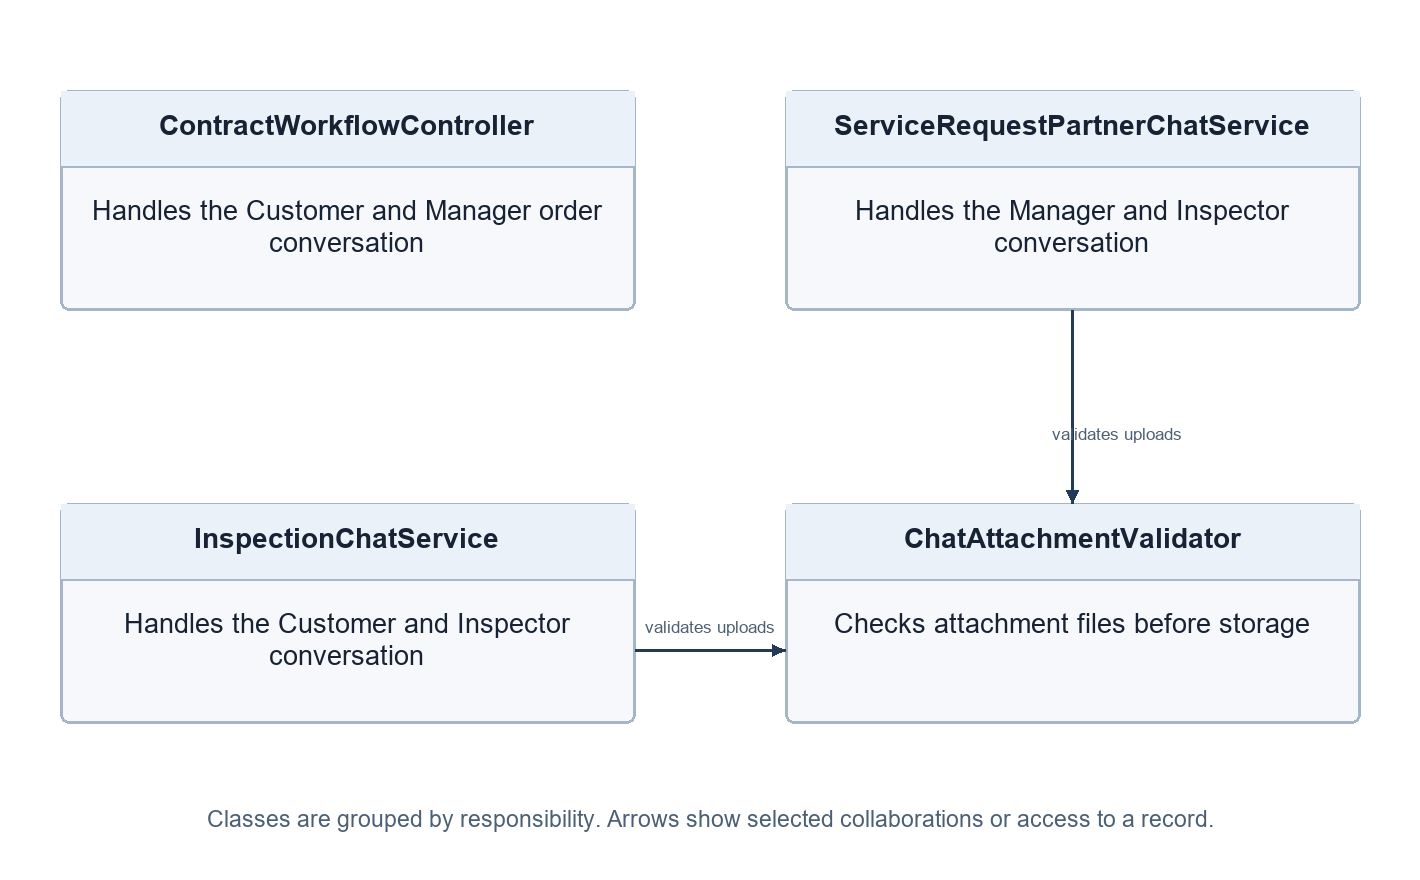 ContractWorkflowController
Handles the Customer and Manager order
conversation
ServiceRequestPartnerChatService
Handles the Manager and Inspector
conversation
validates uploads
InspectionChatService
Handles the Customer and Inspector
conversation
validates uploads
ChatAttachmentValidator
Checks attachment files before storage
Classes are grouped by responsibility. Arrows show selected collaborations or access to a record.